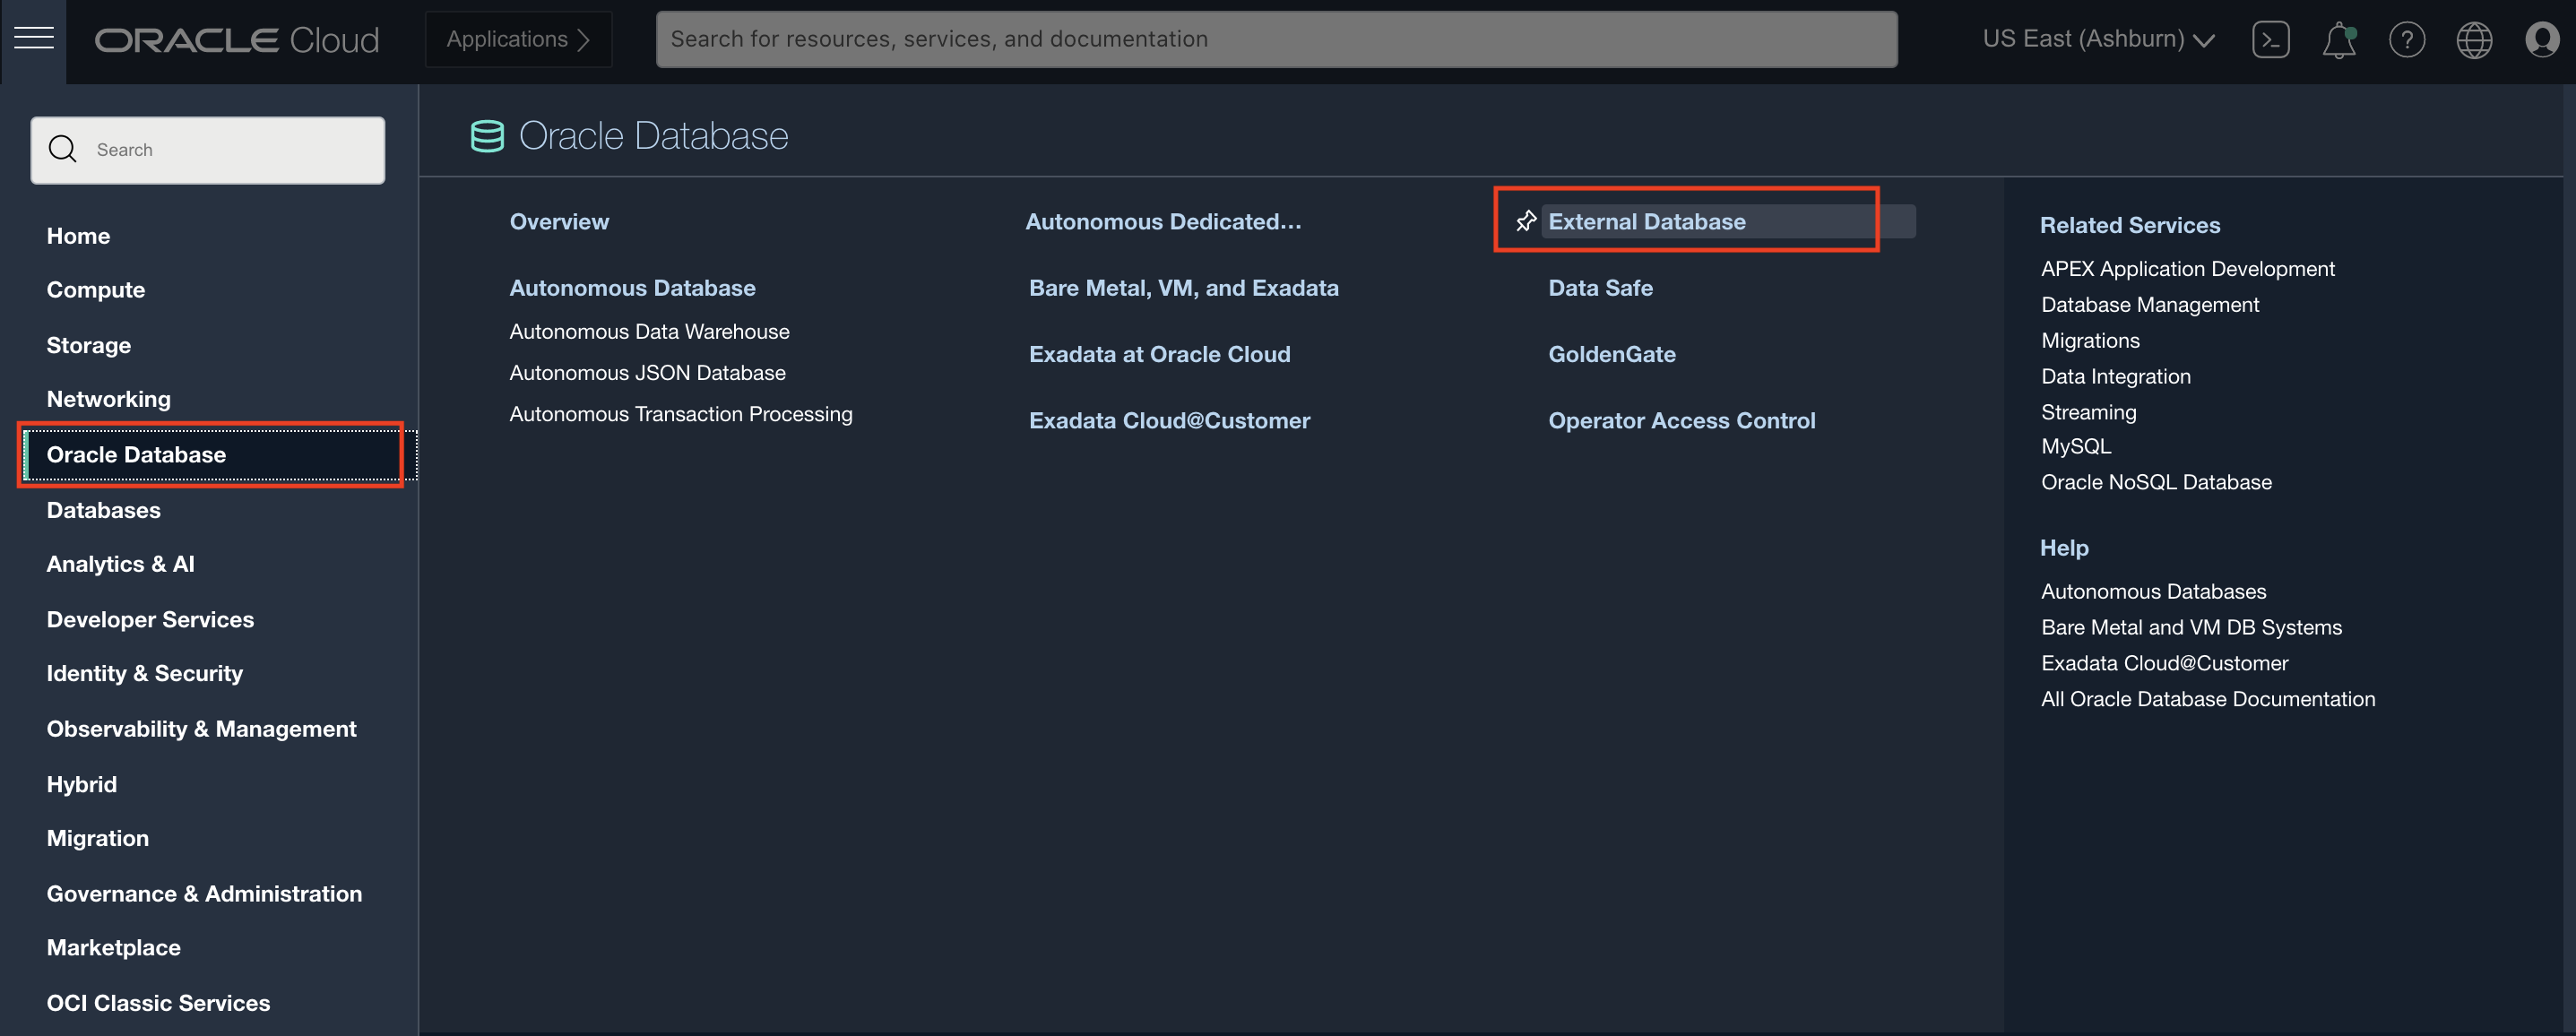 ORACLE Cloud
Applications
Search for resources, services, and documentation
US East (Ashburn)
Search
Home
Compute
Storage
Networking
Oracle Database
Databases
Analytics & AI
Developer Services
Identity & Security
Observability & Management
Hybrid
Migration
Governance & Administration
Marketplace
OCI Classic Services
Oracle Database
Overview
Autonomous Database
Autonomous Data Warehouse
Autonomous JSON Database
Autonomous Transaction Processing
Autonomous Dedicated...
Bare Metal, VM, and Exadata
Exadata at Oracle Cloud
Exadata Cloud@Customer
External Database
Data Safe
GoldenGate
Operator Access Control
Related Services
APEX Application Development
Database Management
Migrations
Data Integration
Streaming
MySQL
Oracle NoSQL Database
Help
Autonomous Databases
Bare Metal and VM DB Systems
Exadata Cloud@Customer
All Oracle Database Documentation